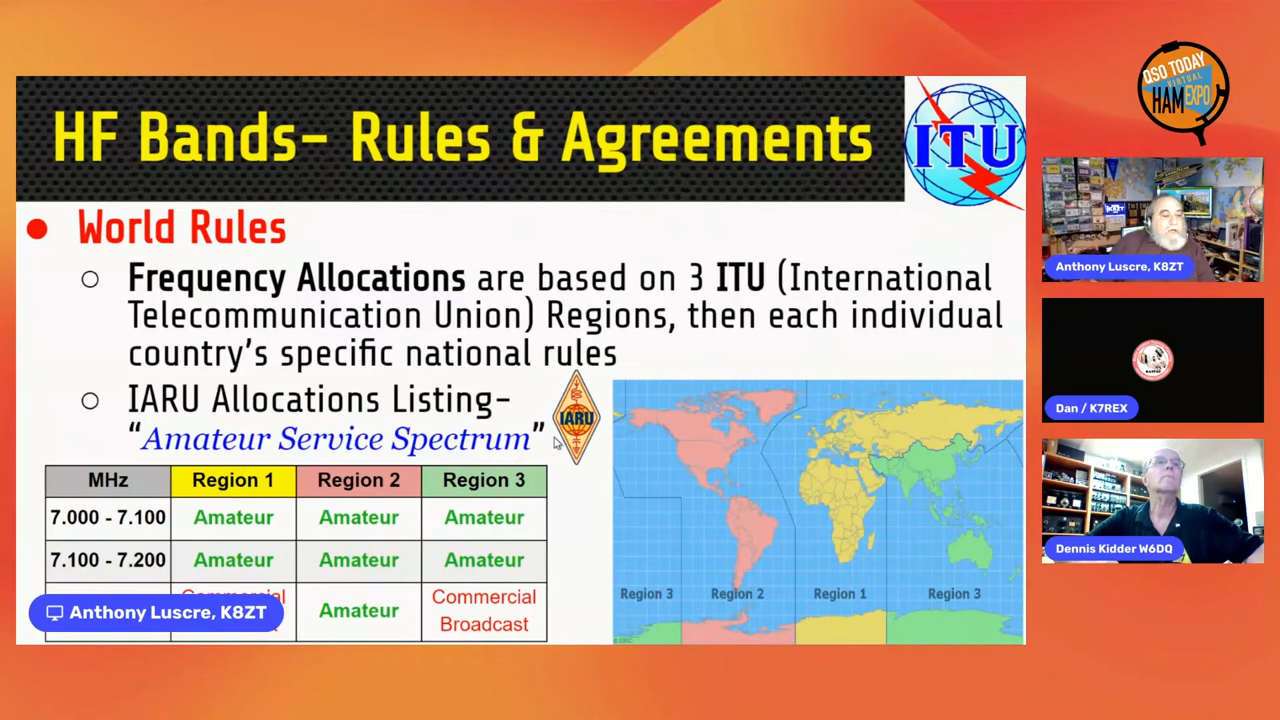 HF Bands- Rules & Agreements
ITU
● World Rules
○ Frequency Allocations are based on 3 ITU (International
Telecommunication Union) Regions, then each individual
country's specific national rules
○ IARU Allocations Listing-
"Amateur Service Spectrum"
IARU
MHz Region 1 Region 2 Region 3
7.000 - 7.100 Amateur Amateur Amateur
7.100 - 7.200 Amateur Amateur Amateur
Amateur Commercial
Broadcast
Anthony Luscre, K8ZT
Region 3 Region 2 Region 1 Region 3
QSO TODAY
VIRTUAL
HAM EXPO
K8ZT
Anthony Luscre, K8ZT
Dan / K7REX
Dennis Kidder W6DQ